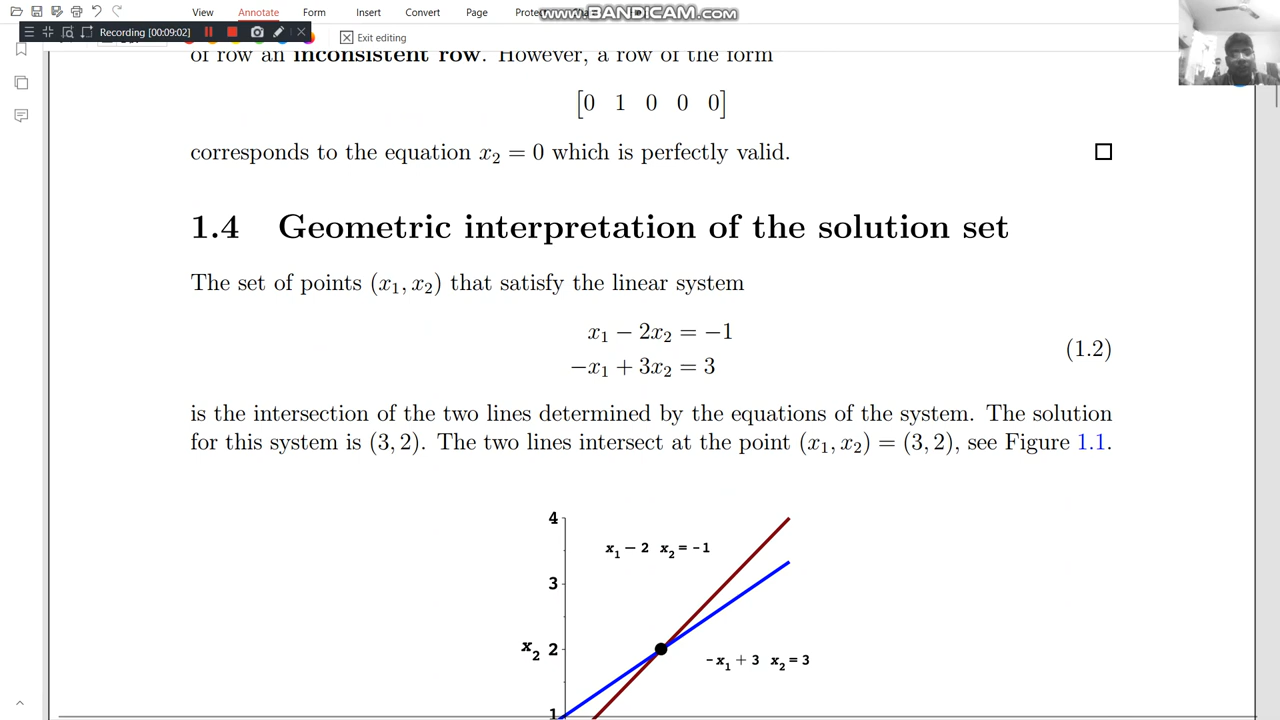 View Annotate Form Insert Convert Page
www.BANDICAM.com
Recording [00:09:02]
Exit editing
of row an inconsistent row. However, a row of the form
[0 1 0 0 0]
corresponds to the equation x₂ = 0 which is perfectly valid.
1.4 Geometric interpretation of the solution set
The set of points (x₁, x₂) that satisfy the linear system
x₁ − 2x₂ = −1
−x₁ + 3x₂ = 3
(1.2)
is the intersection of the two lines determined by the equations of the system. The solution
for this system is (3, 2). The two lines intersect at the point (x₁, x₂) = (3, 2), see Figure 1.1.
4
x₁ − 2 x₂ = −1
3
x₂ 2
−x₁ + 3 x₂ = 3
1